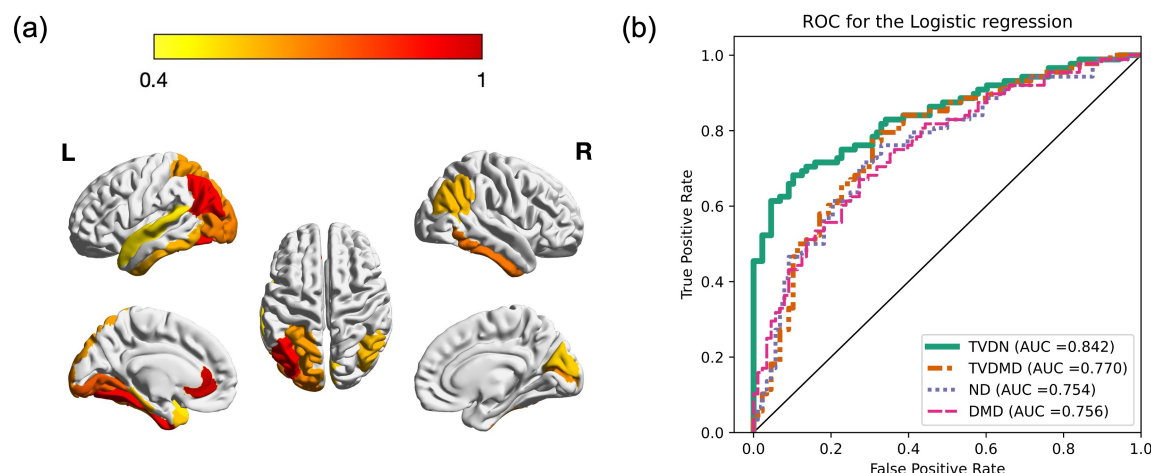 (a)
0.4
1
L
R
(b)
ROC for the Logistic regression
True Positive Rate
1.0
0.8
0.6
0.4
0.2
0.0
TVDN (AUC =0.842)
TVDMD (AUC =0.770)
ND (AUC =0.754)
DMD (AUC =0.756)
0.0 0.2 0.4 0.6 0.8 1.0
False Positive Rate